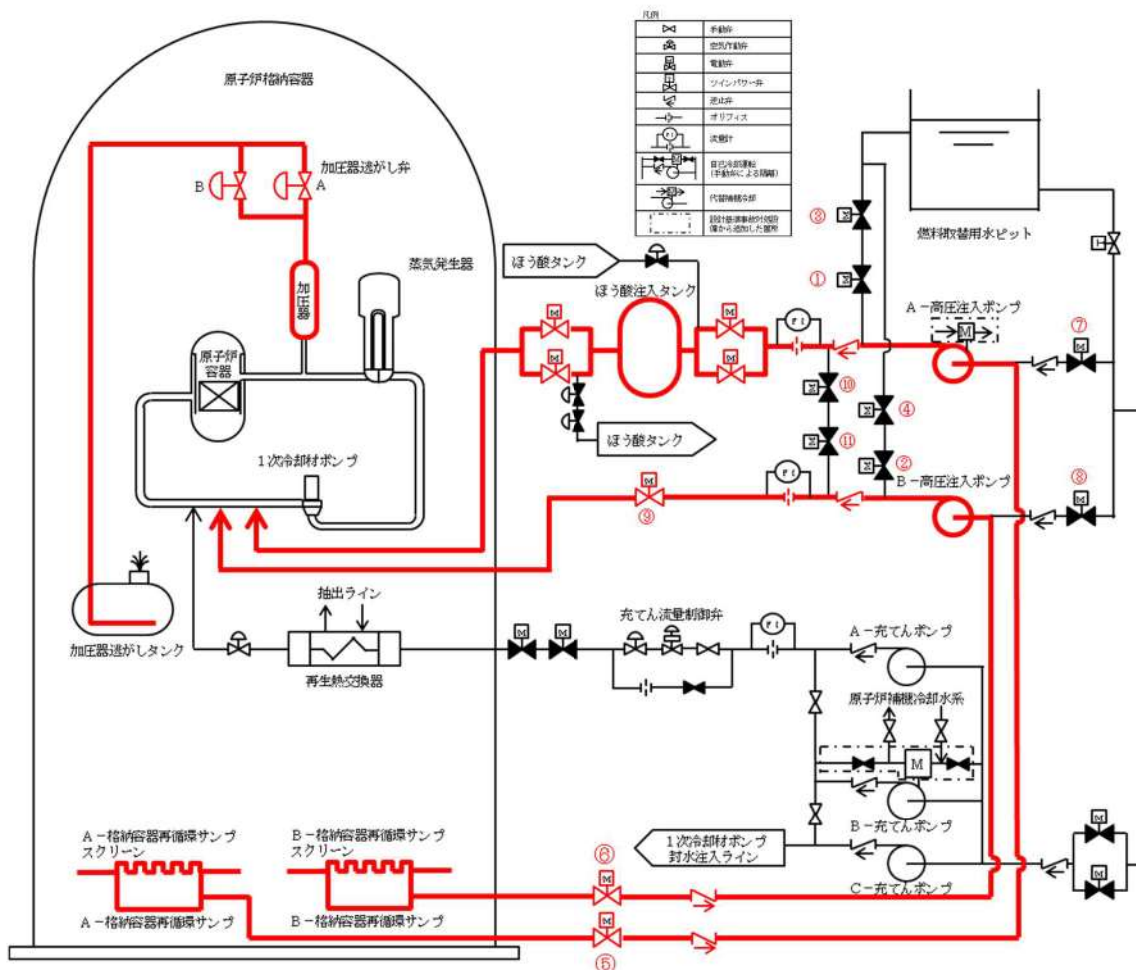 凡例
手動弁
空気作動弁
電動弁
ツインパワー弁
逆止弁
オリフィス
流量計
自己冷却運転
(手動弁による隔離)
代替補機冷却
設計基準事故対処設
備から追加した箇所
原子炉格納容器
加圧器逃がし弁
B
A
蒸気発生器
加圧器
原子炉
容器
1次冷却材ポンプ
加圧器逃がしタンク
ほう酸タンク
ほう酸注入タンク
ほう酸タンク
燃料取替用水ピット
③
①
A-高圧注入ポンプ
⑦
⑩
④
⑪
②
B-高圧注入ポンプ
⑧
⑨
抽出ライン
再生熱交換器
充てん流量制御弁
A-充てんポンプ
原子炉補機冷却水系
M
B-充てんポンプ
1次冷却材ポンプ
封水注入ライン
C-充てんポンプ
A-格納容器再循環サンプ
スクリーン
B-格納容器再循環サンプ
スクリーン
A-格納容器再循環サンプ
B-格納容器再循環サンプ
⑥
⑤